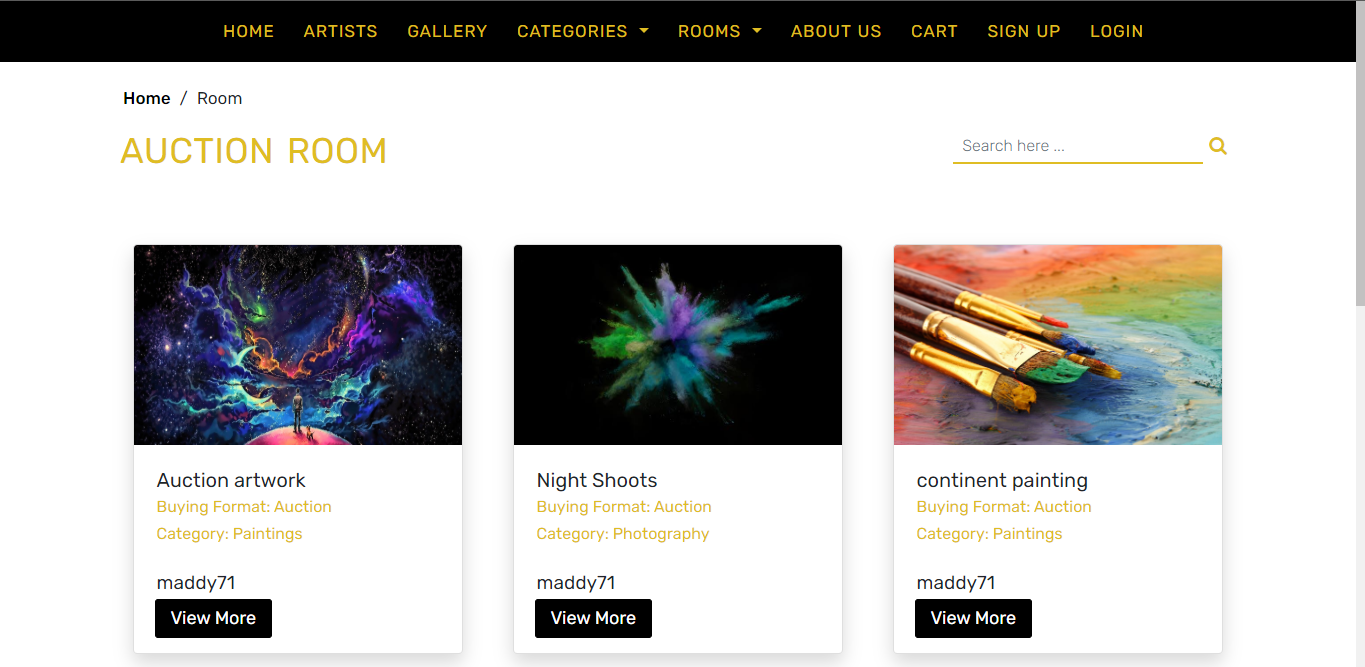 HOME ARTISTS GALLERY CATEGORIES ROOMS ABOUT US CART SIGN UP LOGIN
Home / Room
AUCTION ROOM
Search here ...
Auction artwork
Buying Format: Auction
Category: Paintings
maddy71
View More
Night Shoots
Buying Format: Auction
Category: Photography
maddy71
View More
continent painting
Buying Format: Auction
Category: Paintings
maddy71
View More